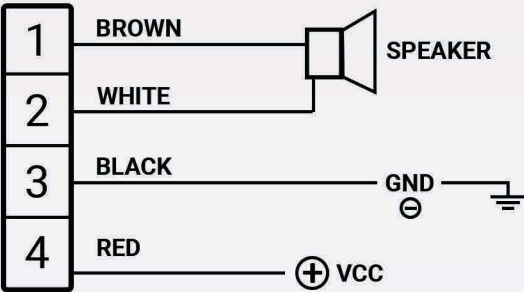 1 BROWN
SPEAKER
2 WHITE
3 BLACK
GND
4 RED
VCC